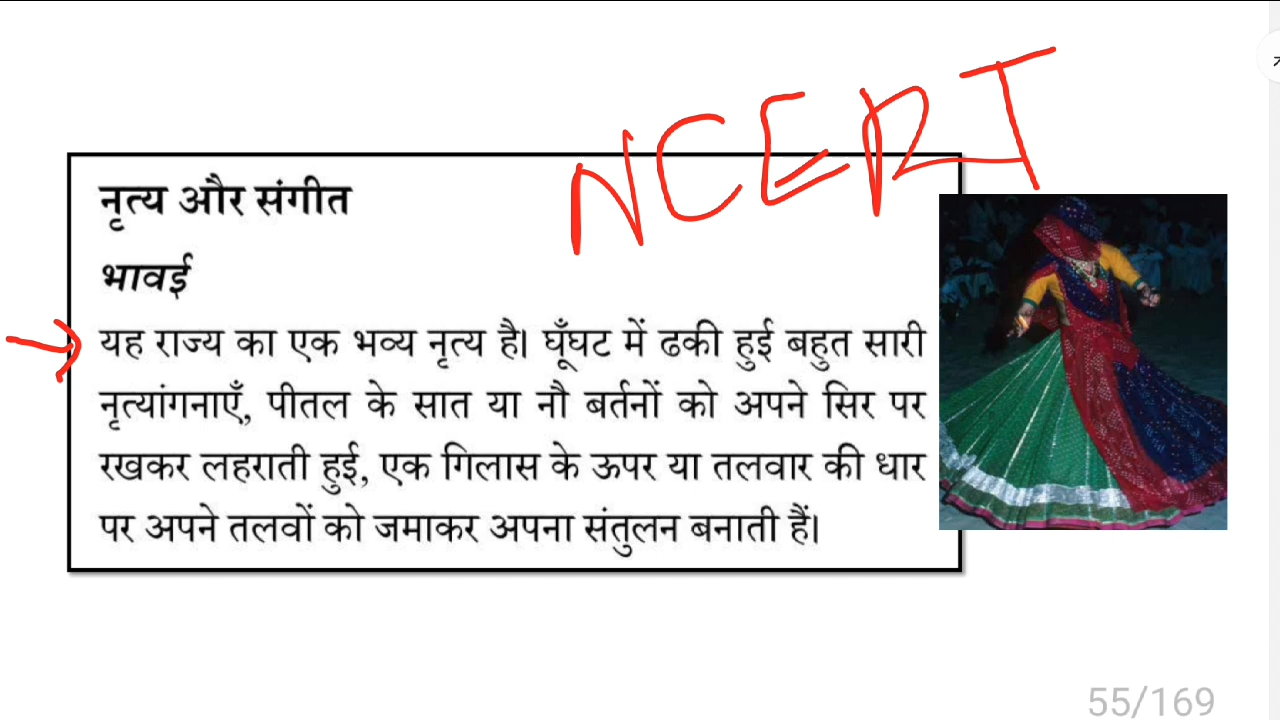 NCERT
नृत्य और संगीत
भावई
यह राज्य का एक भव्य नृत्य है। घूँघट में ढकी हुई बहुत सारी
नृत्यांगनाएँ, पीतल के सात या नौ बर्तनों को अपने सिर पर
रखकर लहराती हुई, एक गिलास के ऊपर या तलवार की धार
पर अपने तलवों को जमाकर अपना संतुलन बनाती हैं।
55/169